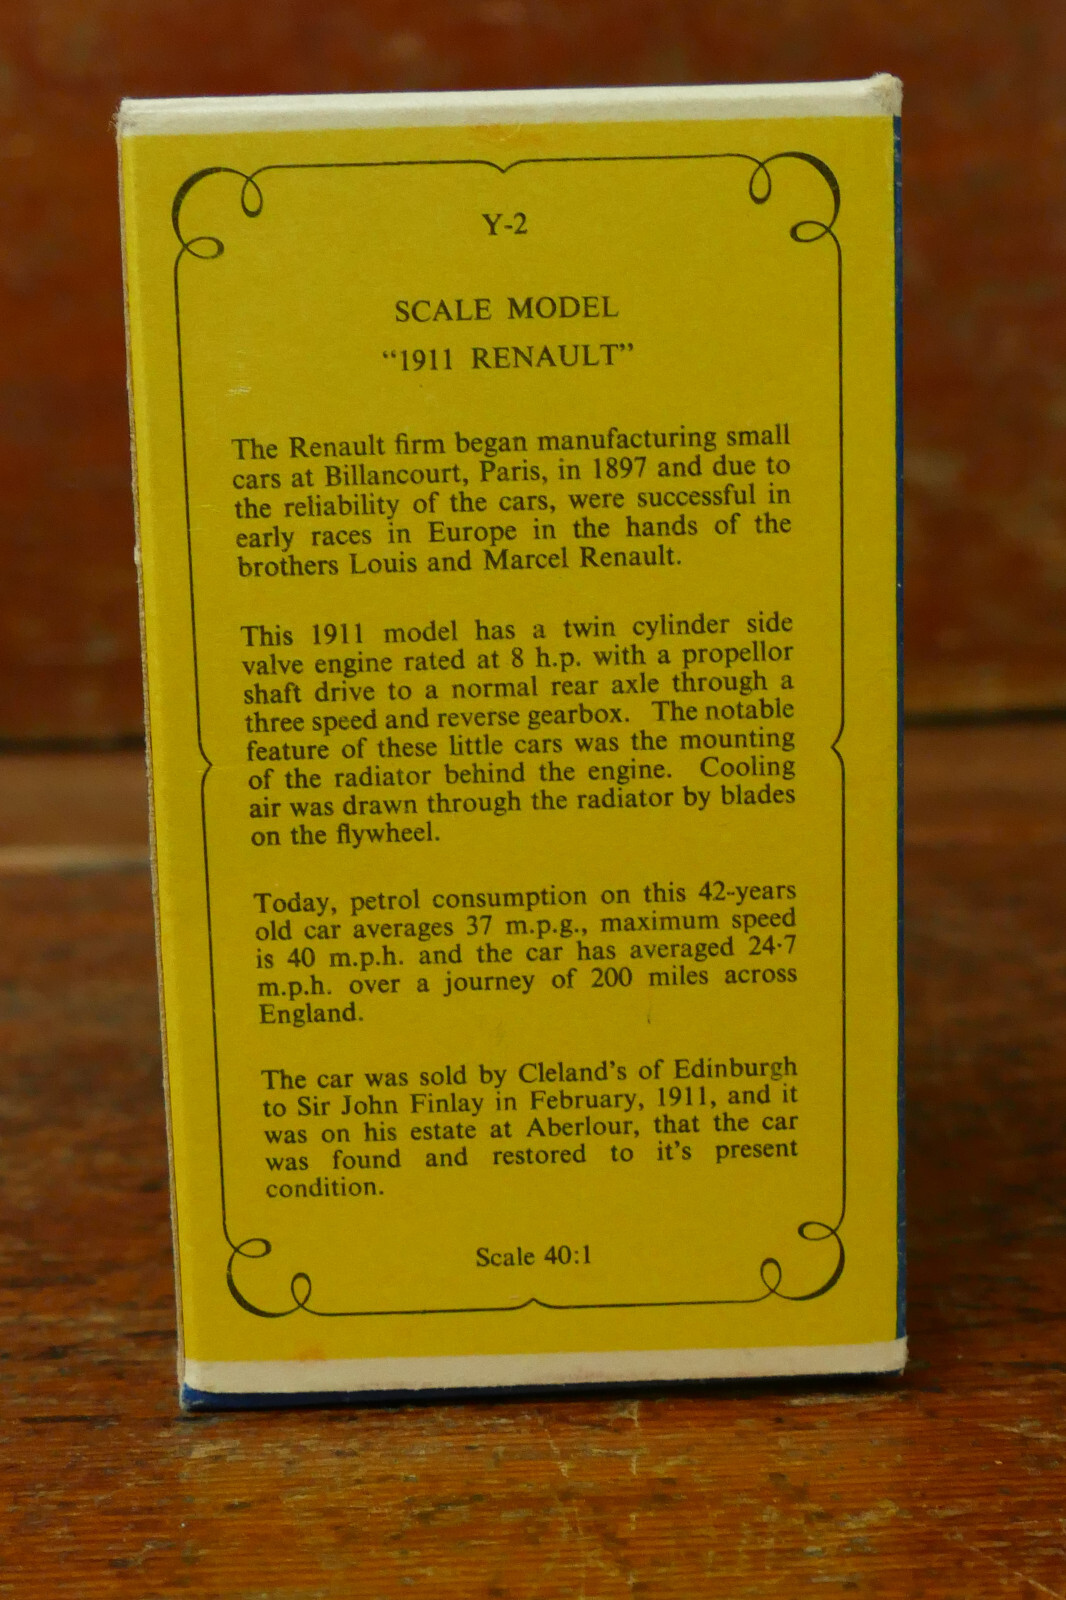 Y-2
SCALE MODEL
“1911 RENAULT”
The Renault firm began manufacturing small
cars at Billancourt, Paris, in 1897 and due to
the reliability of the cars, were successful in
early races in Europe in the hands of the
brothers Louis and Marcel Renault.
This 1911 model has a twin cylinder side
valve engine rated at 8 h.p. with a propellor
shaft drive to a normal rear axle through a
three speed and reverse gearbox. The notable
feature of these little cars was the mounting
of the radiator behind the engine. Cooling
air was drawn through the radiator by blades
on the flywheel.
Today, petrol consumption on this 42-years
old car averages 37 m.p.g., maximum speed
is 40 m.p.h. and the car has averaged 24·7
m.p.h. over a journey of 200 miles across
England.
The car was sold by Cleland’s of Edinburgh
to Sir John Finlay in February, 1911, and it
was on his estate at Aberlour, that the car
was found and restored to it’s present
condition.
Scale 40:1